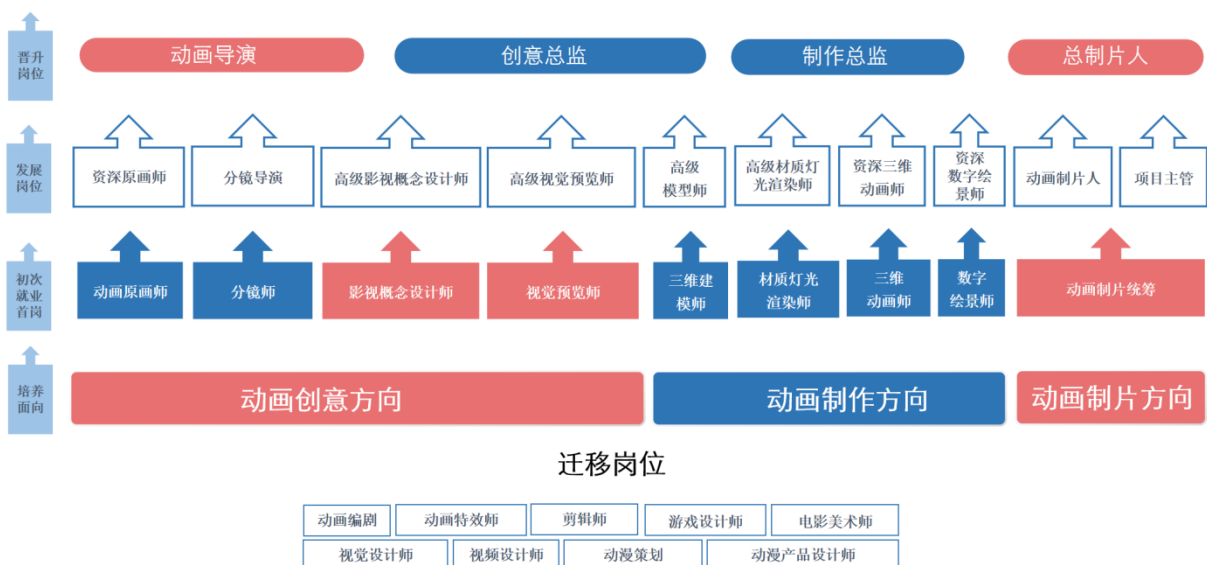 晋升
岗位
动画导演
创意总监
制作总监
总制片人
发展
岗位
资深原画师
分镜导演
高级影视概念设计师
高级视觉预览师
高级
模型师
高级材质灯
光渲染师
资深三维
动画师
资深
数字绘
景师
动画制片人
项目主管
初次
就业
首岗
动画原画师
分镜师
影视概念设计师
视觉预览师
三维建
模师
材质灯光
渲染师
三维
动画师
数字
绘景师
动画制片统筹
培养
面向
动画创意方向
动画制作方向
动画制片方向
迁移岗位
动画编剧
动画特效师
剪辑师
游戏设计师
电影美术师
视觉设计师
视频设计师
动漫策划
动漫产品设计师